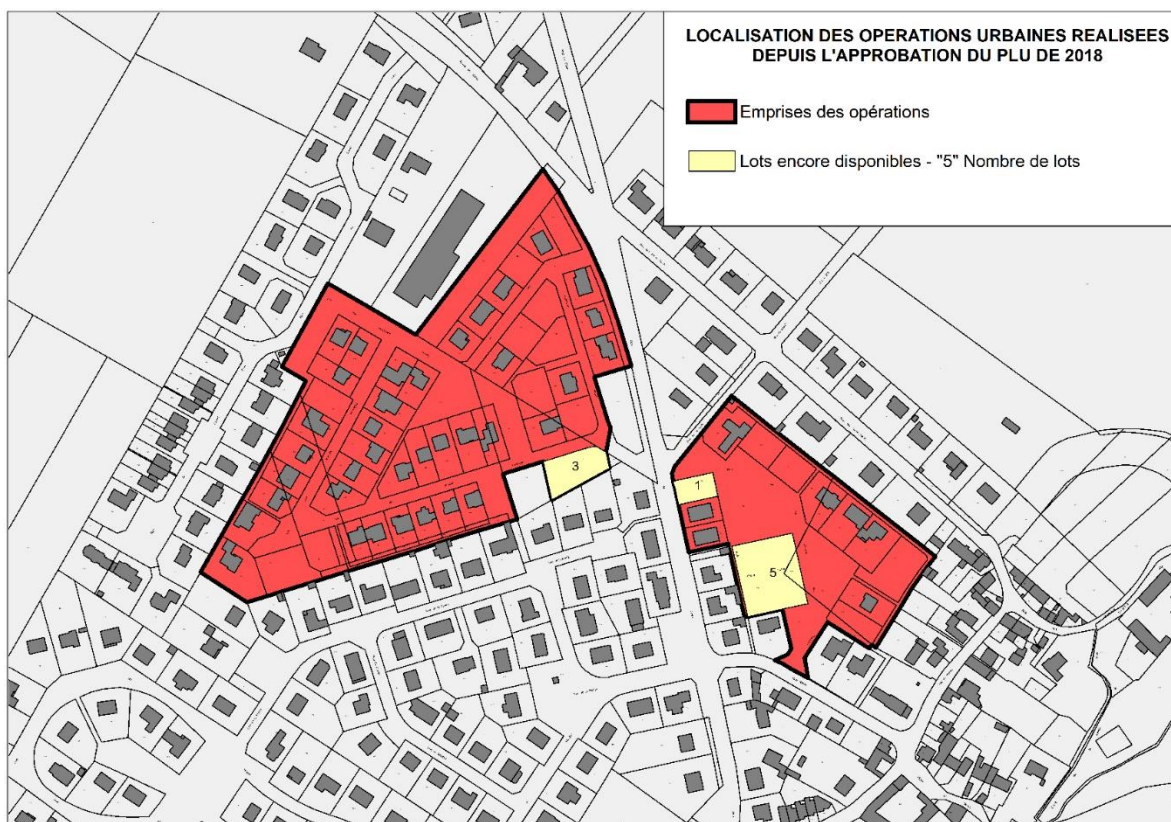 LOCALISATION DES OPERATIONS URBAINES REALISEES
DEPUIS L'APPROBATION DU PLU DE 2018
Emprises des opérations
Lots encore disponibles - "5" Nombre de lots
3
1
5